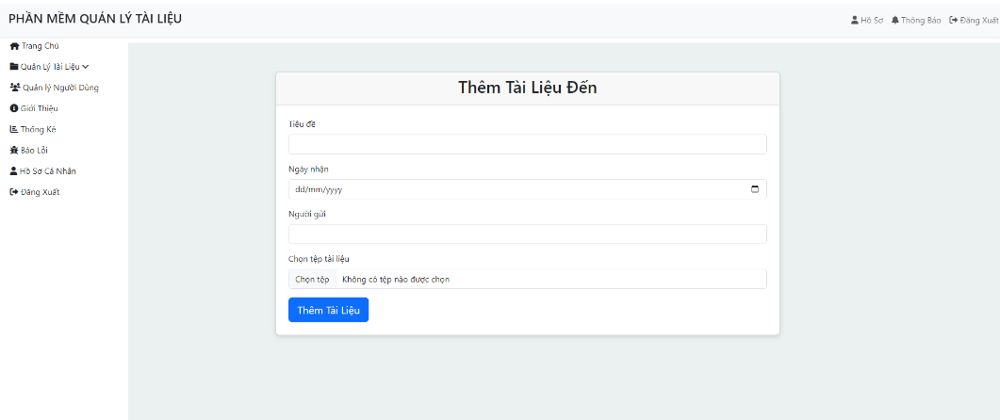 PHẦN MỀM QUẢN LÝ TÀI LIỆU
Hồ Sơ Thông Báo Đăng Xuất
Trang Chủ
Quản Lý Tài Liệu
Quản lý Người Dùng
Giới Thiệu
Thống Kê
Báo Lỗi
Hồ Sơ Cá Nhân
Đăng Xuất
Thêm Tài Liệu Đến
Tiêu đề
Ngày nhận
dd/mm/yyyy
Người gửi
Chọn tệp tài liệu
Chọn tệp Không có tệp nào được chọn
Thêm Tài Liệu